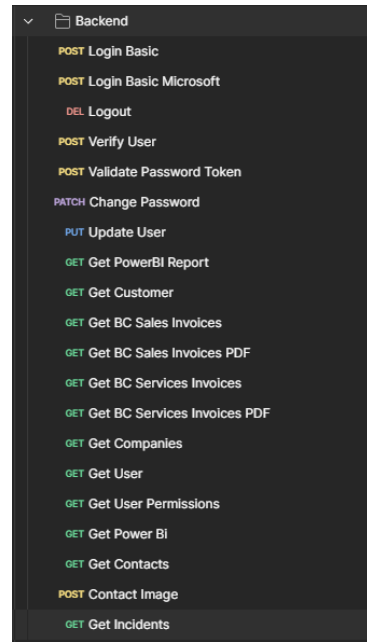 Backend
POST Login Basic
POST Login Basic Microsoft
DEL Logout
POST Verify User
POST Validate Password Token
PATCH Change Password
PUT Update User
GET Get PowerBI Report
GET Get Customer
GET Get BC Sales Invoices
GET Get BC Sales Invoices PDF
GET Get BC Services Invoices
GET Get BC Services Invoices PDF
GET Get Companies
GET Get User
GET Get User Permissions
GET Get Power Bi
GET Get Contacts
POST Contact Image
GET Get Incidents